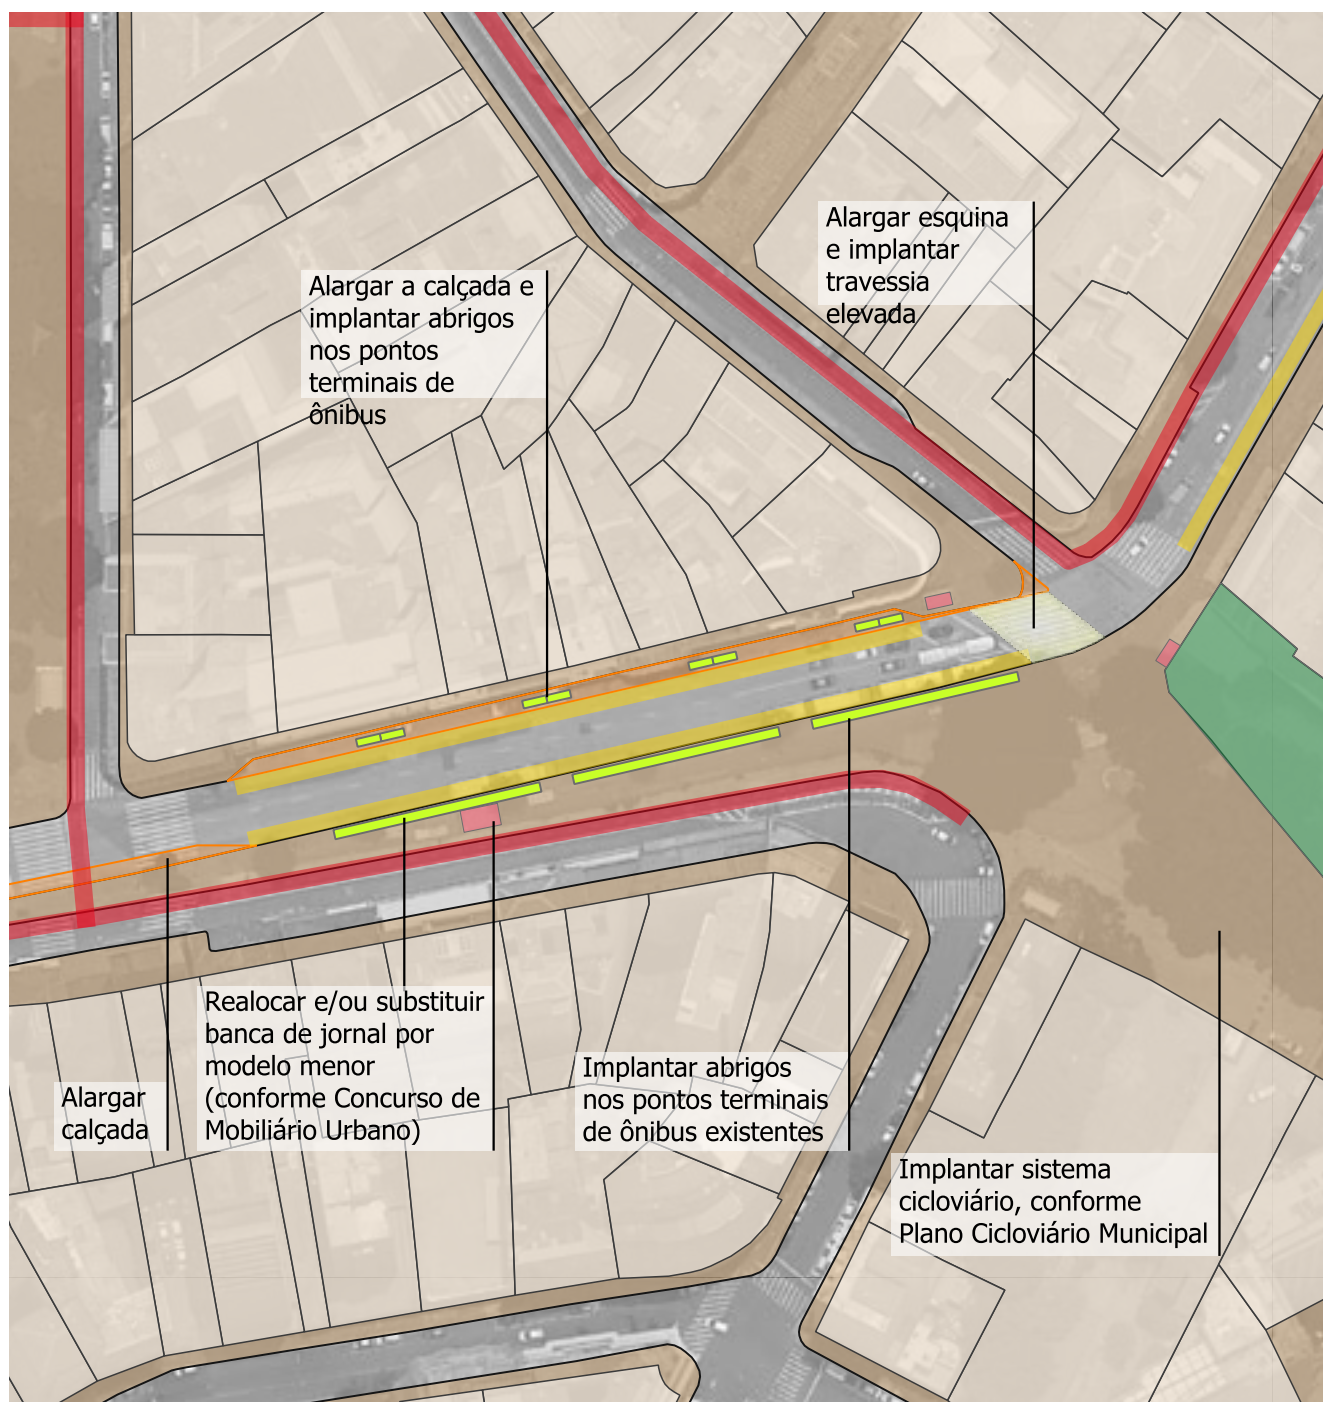 Alargar esquina
e implantar
travessia
elevada
Alargar a calçada e
implantar abrigos
nos pontos
terminais de
ônibus
Realocar e/ou substituir
banca de jornal por
modelo menor
(conforme Concurso de
Mobiliário Urbano)
Implantar abrigos
nos pontos terminais
de ônibus existentes
Alargar
calçada
Implantar sistema
cicloviário, conforme
Plano Cicloviário Municipal